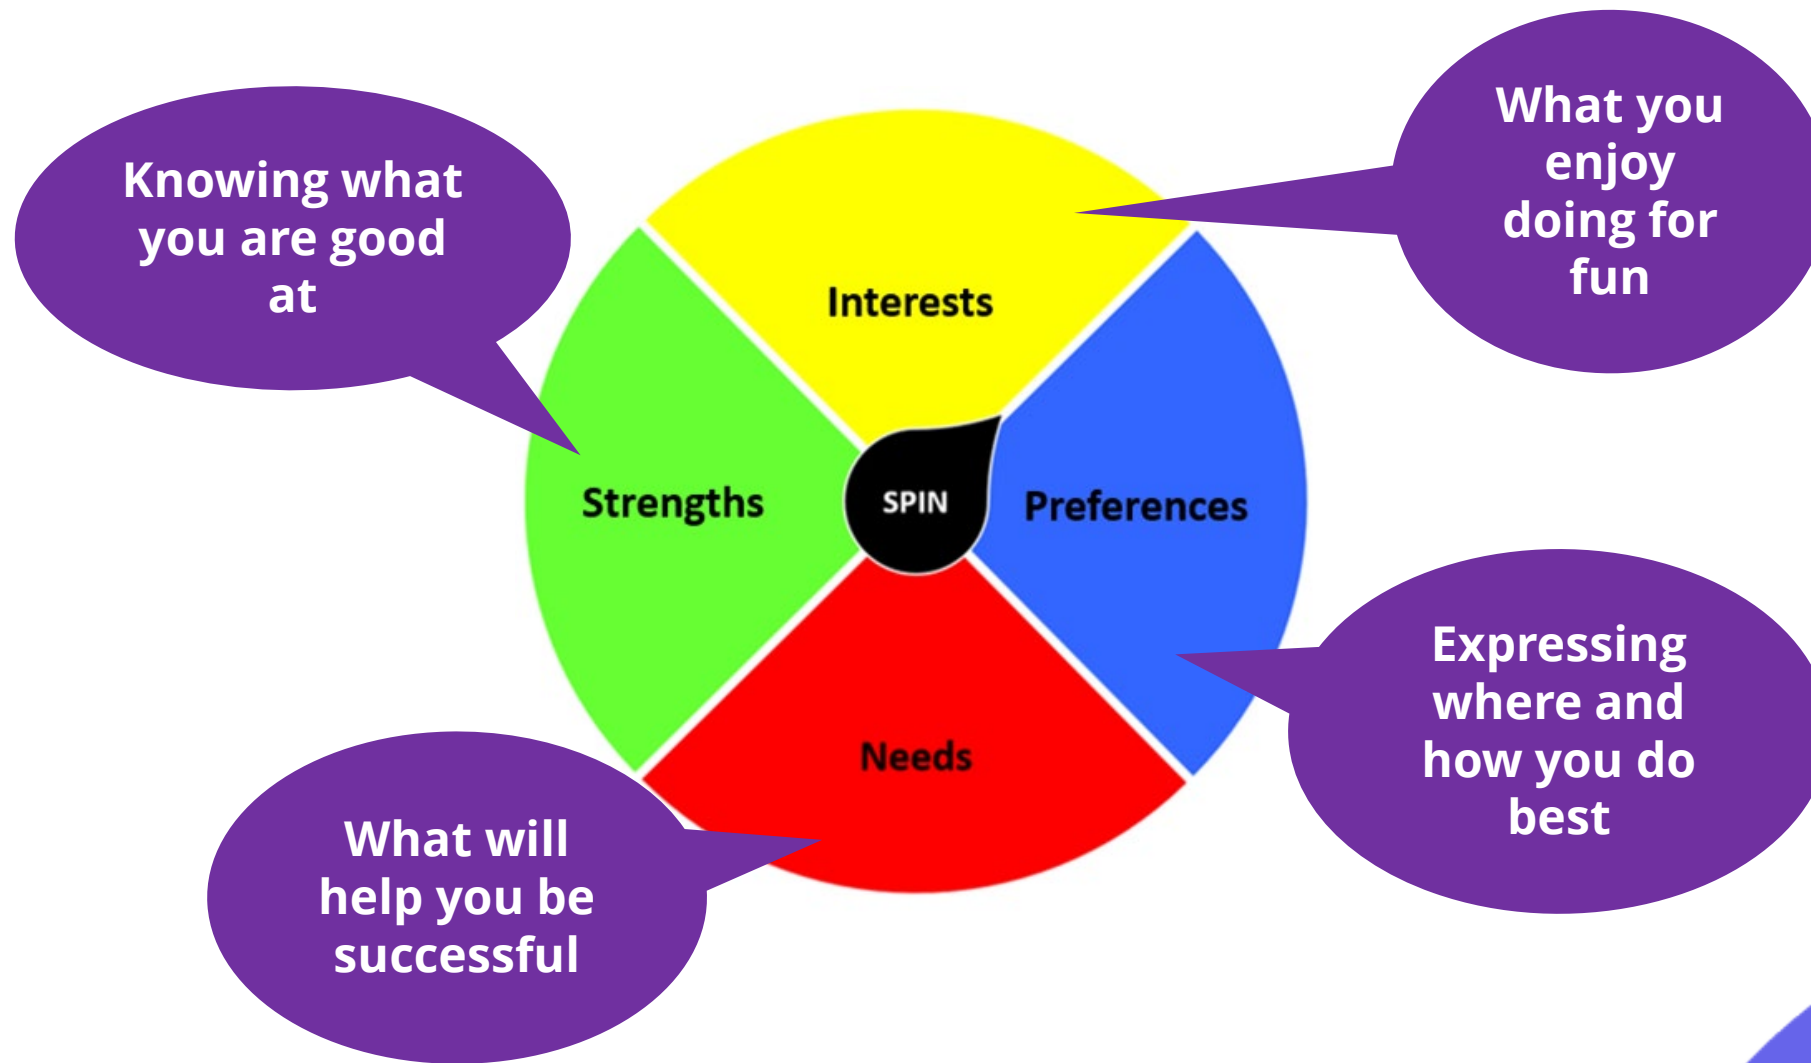 Knowing what
you are good
at
What you
enjoy
doing for
fun
Interests
Strengths
SPIN
Preferences
Needs
Expressing
where and
how you do
best
What will
help you be
successful